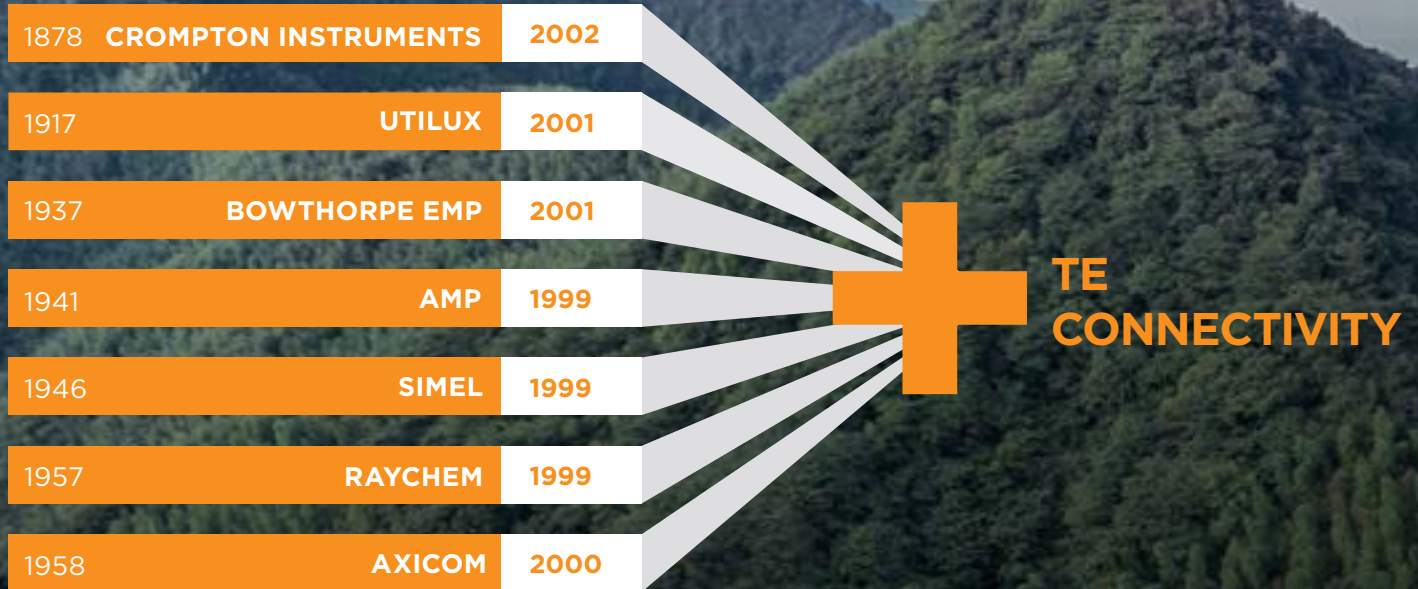 1878 CROMPTON INSTRUMENTS 2002
1917 UTILUX 2001
1937 BOWTHORPE EMP 2001
1941 AMP 1999
1946 SIMEL 1999
1957 RAYCHEM 1999
1958 AXICOM 2000
TE
CONNECTIVITY